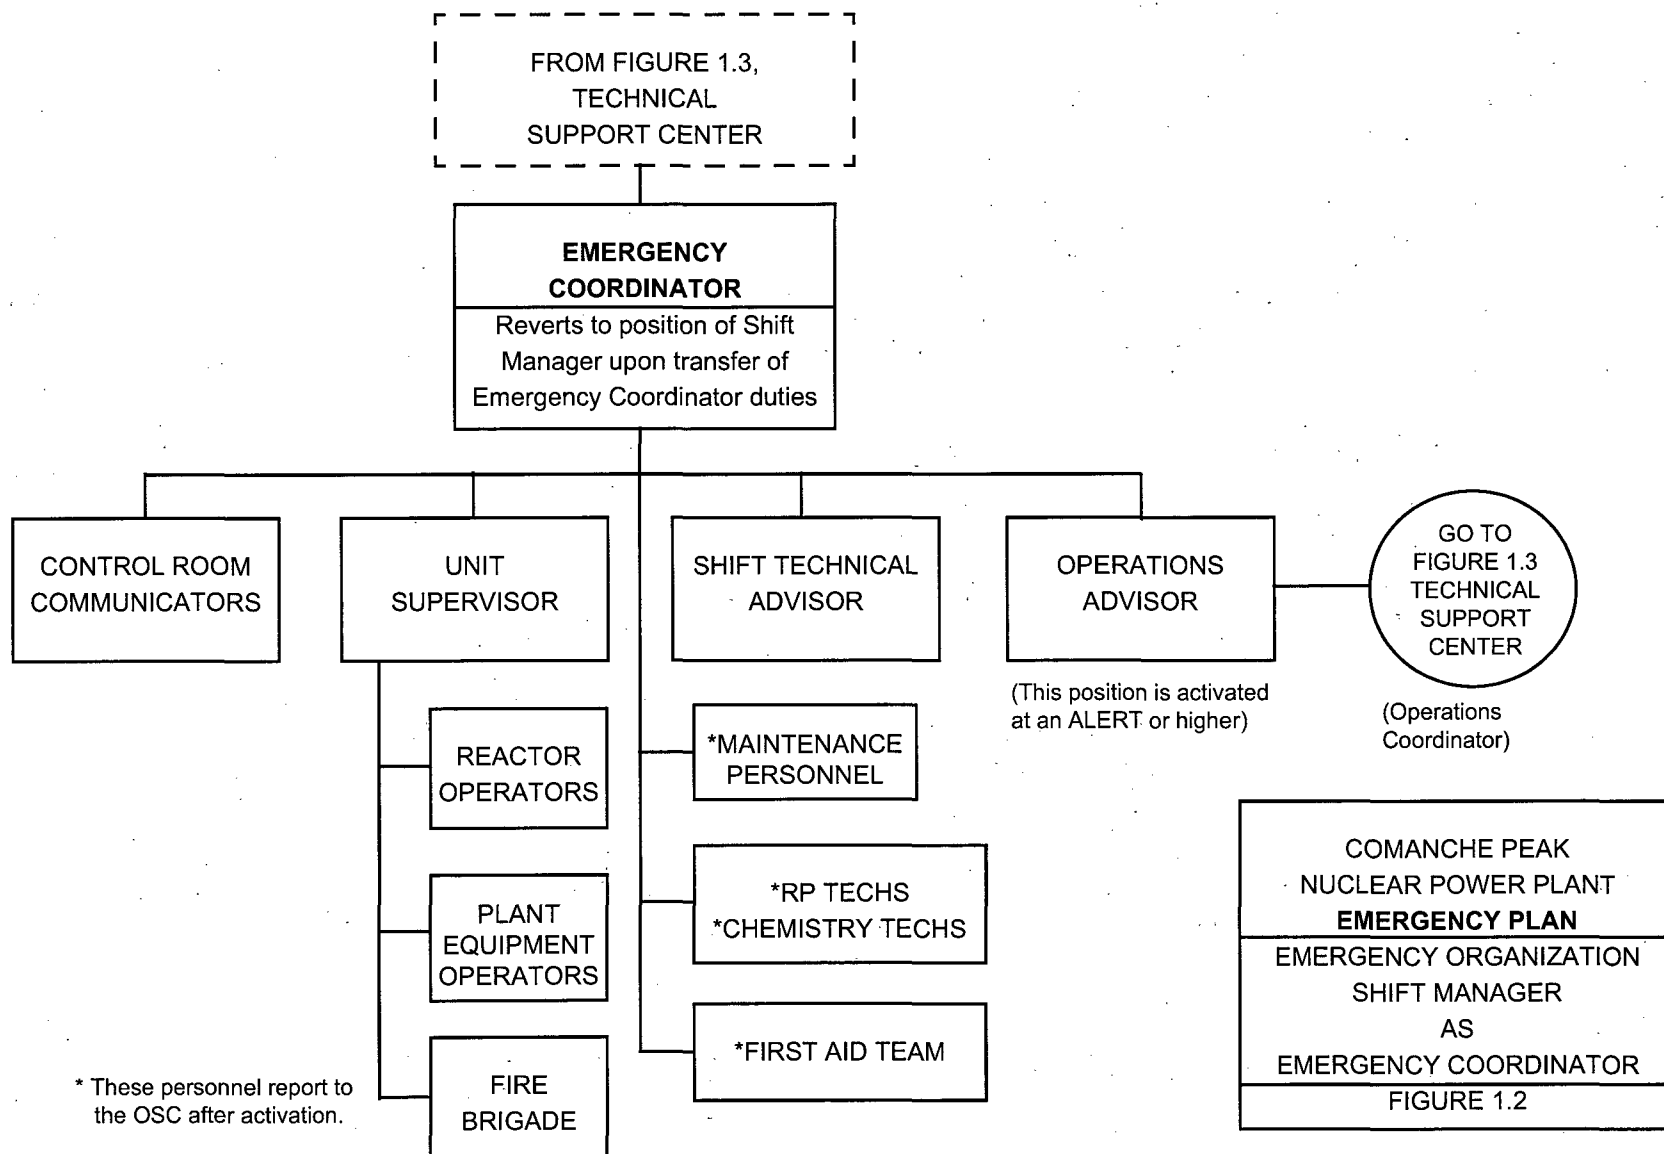 FROM FIGURE 1.3,
TECHNICAL
SUPPORT CENTER
EMERGENCY
COORDINATOR
Reverts to position of Shift
Manager upon transfer of
Emergency Coordinator duties
CONTROL ROOM
COMMUNICATORS
UNIT
SUPERVISOR
SHIFT TECHNICAL
ADVISOR
OPERATIONS
ADVISOR
GO TO
FIGURE 1.3
TECHNICAL
SUPPORT
CENTER
(This position is activated
at an ALERT or higher)
(Operations
Coordinator)
REACTOR
OPERATORS
*MAINTENANCE
PERSONNEL
PLANT
EQUIPMENT
OPERATORS
*RP TECHS
*CHEMISTRY TECHS
FIRE
BRIGADE
*FIRST AID TEAM
* These personnel report to
the OSC after activation.
COMANCHE PEAK
NUCLEAR POWER PLANT
EMERGENCY PLAN
EMERGENCY ORGANIZATION
SHIFT MANAGER
AS
EMERGENCY COORDINATOR
FIGURE 1.2